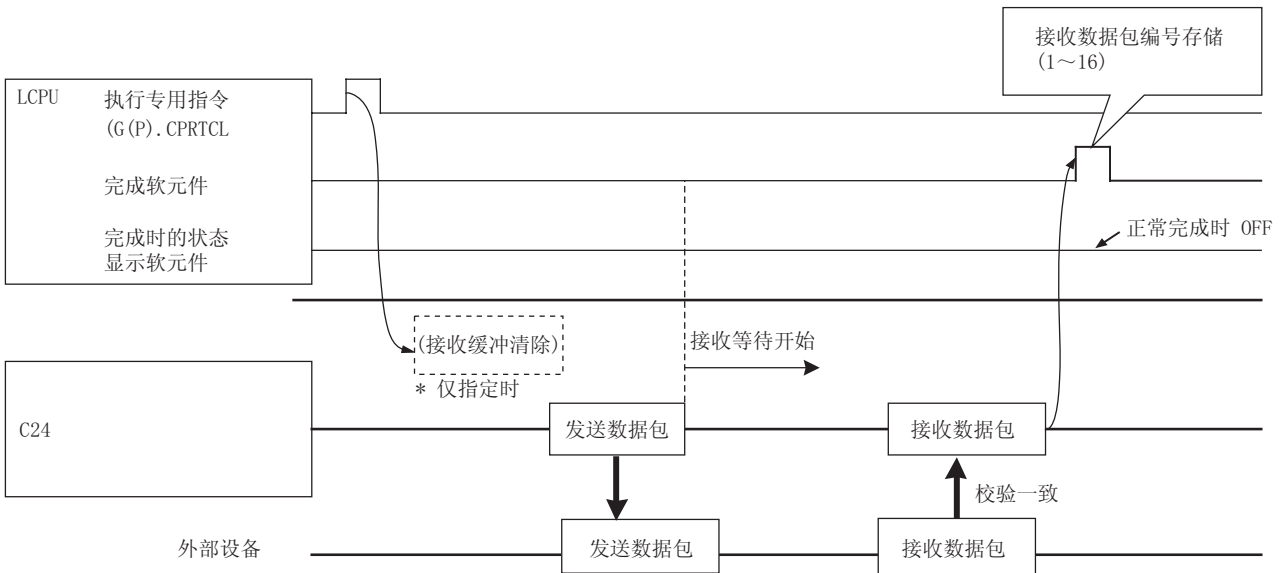 接收数据包编号存储
(1～16)
LCPU 执行专用指令
(G(P).CPRTCL
完成软元件
正常完成时 OFF
完成时的状态
显示软元件
(接收缓冲清除)
接收等待开始
* 仅指定时
C24
发送数据包
接收数据包
校验一致
外部设备
发送数据包
接收数据包